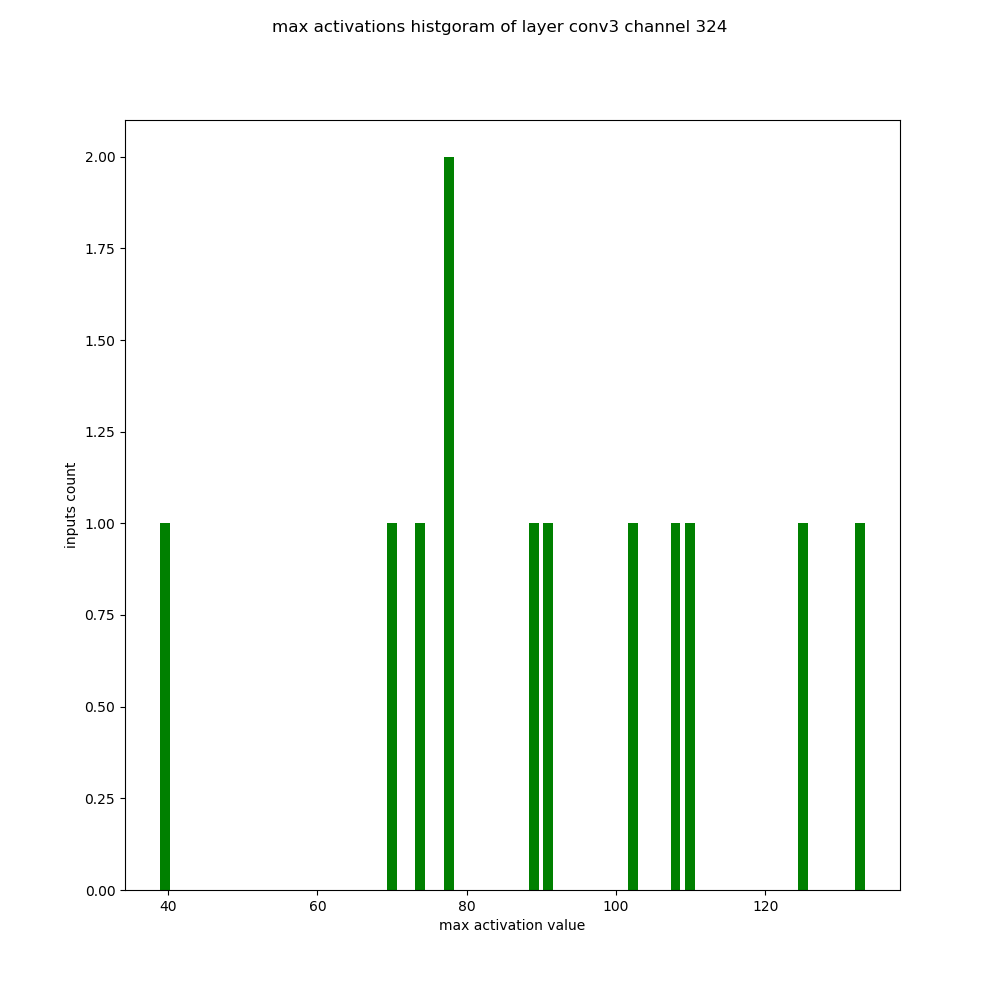 max activations histgoram of layer conv3 channel 324
2.00
1.75
1.50
1.25
1.00
0.75
0.50
0.25
0.00
inputs count
40 60 80 100 120
max activation value